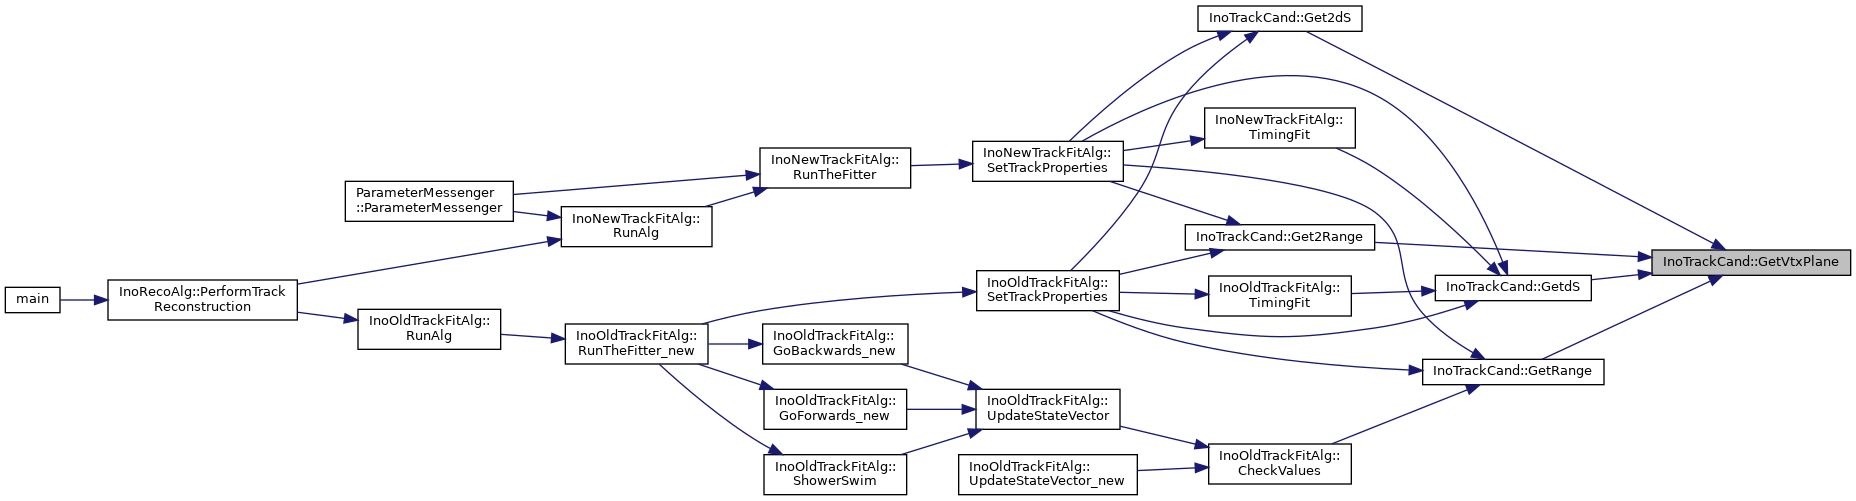 main
InoRecoAlg::PerformTrack
Reconstruction
ParameterMessenger
::ParameterMessenger
InoOldTrackFitAlg::
RunAlg
InoNewTrackFitAlg::
RunAlg
InoNewTrackFitAlg::
RunTheFitter
InoOldTrackFitAlg::
RunTheFitter_new
InoOldTrackFitAlg::
GoBackwards_new
InoOldTrackFitAlg::
GoForwards_new
InoOldTrackFitAlg::
ShowerSwim
InoNewTrackFitAlg::
SetTrackProperties
InoOldTrackFitAlg::
SetTrackProperties
InoOldTrackFitAlg::
UpdateStateVector
InoOldTrackFitAlg::
UpdateStateVector_new
InoTrackCand::Get2dS
InoNewTrackFitAlg::
TimingFit
InoTrackCand::Get2Range
InoOldTrackFitAlg::
TimingFit
InoOldTrackFitAlg::
CheckValues
InoTrackCand::GetdS
InoTrackCand::GetRange
InoTrackCand::GetVtxPlane